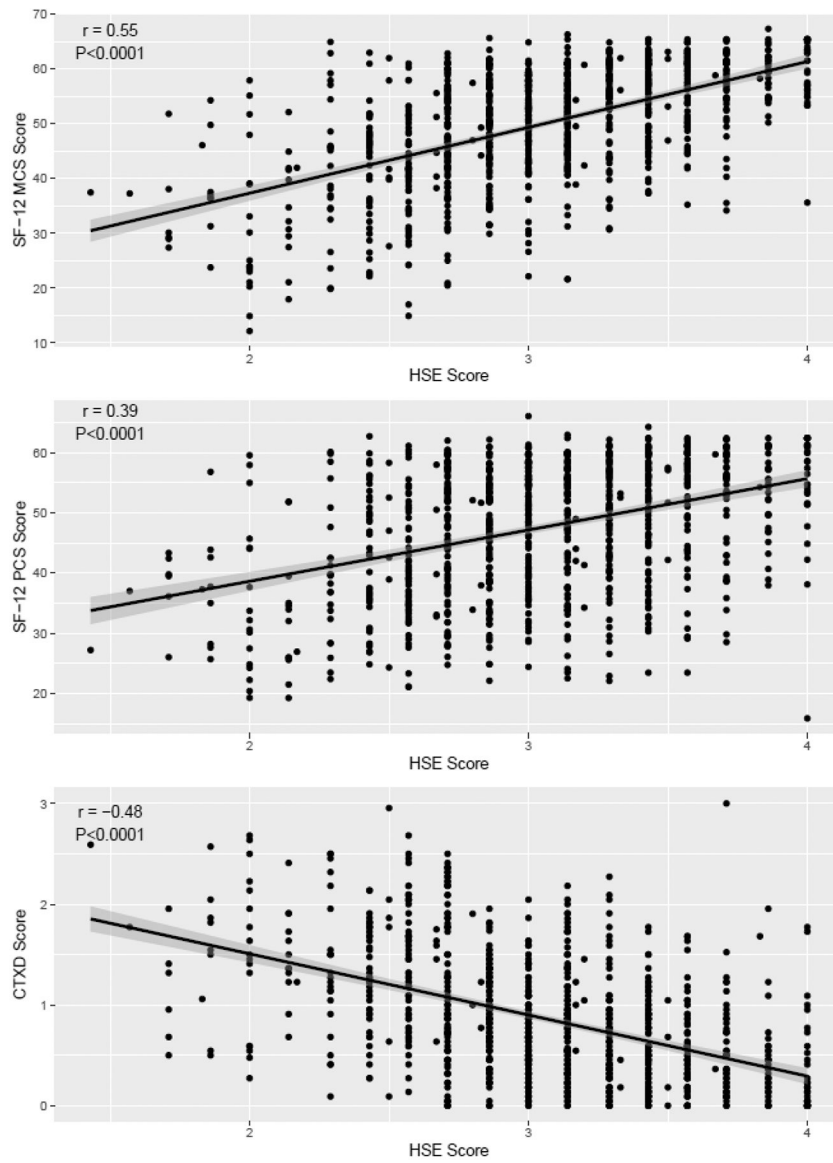 r = 0.55
P<0.0001
SF−12 MCS Score
70
60
50
40
30
20
10
2
3
4
HSE Score
r = 0.39
P<0.0001
SF−12 PCS Score
60
50
40
30
20
2
3
4
HSE Score
r = −0.48
P<0.0001
CTXD Score
3
2
1
0
2
3
4
HSE Score